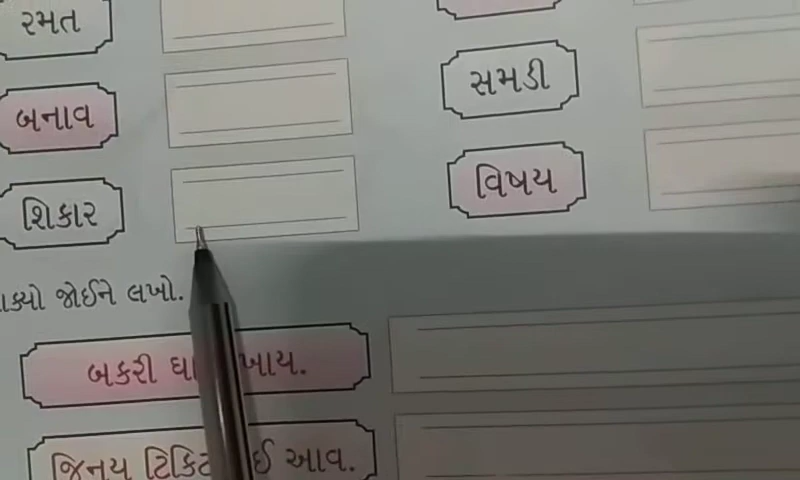 રમત
બનાવ
સમડી
શિકાર
વિષય
જોઈને લખો.
બકરી ખાય.
જિનય આવ.